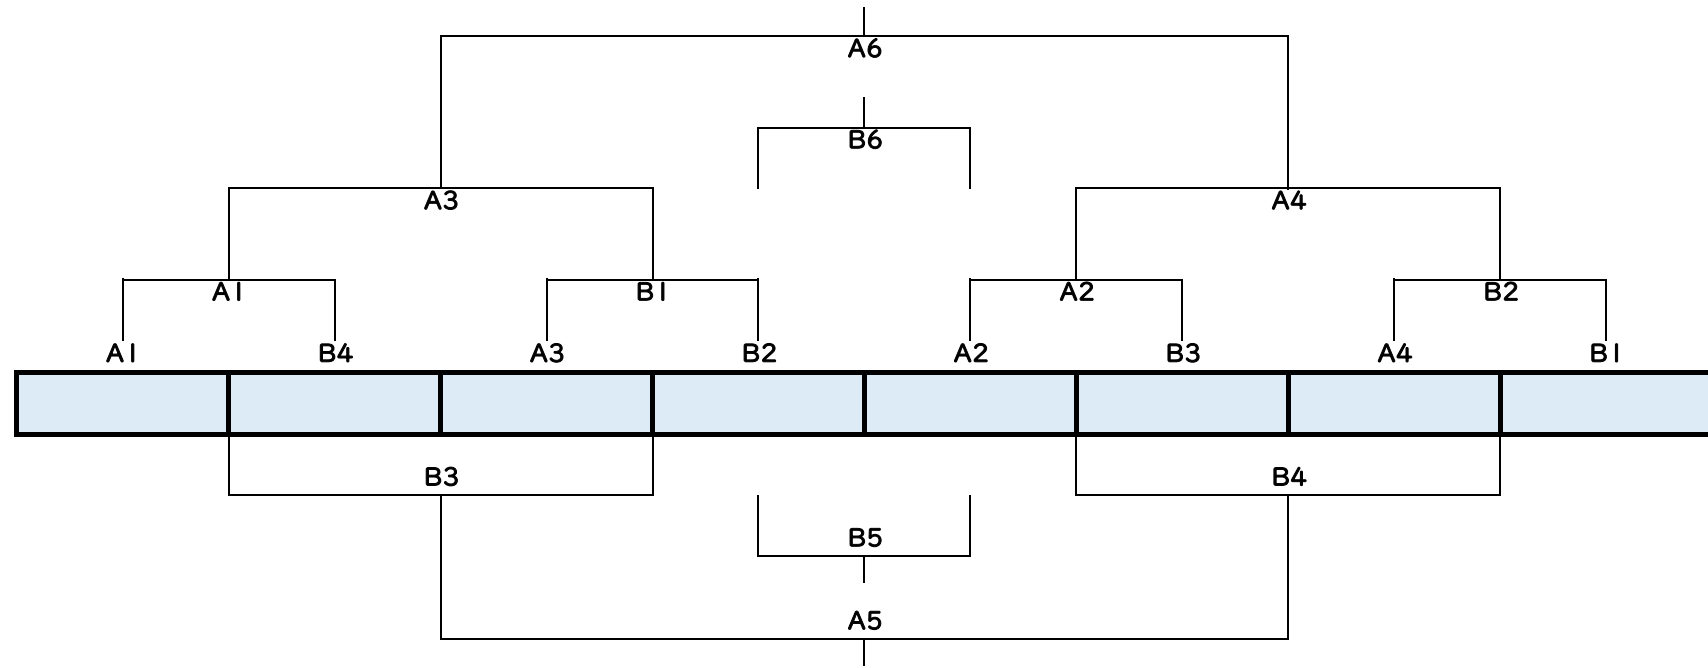 A6
B6
A3 A4
A1 B1 A2 B2
A1 B4 A3 B2 A2 B3 A4 B1
B3 B4
B5
A5